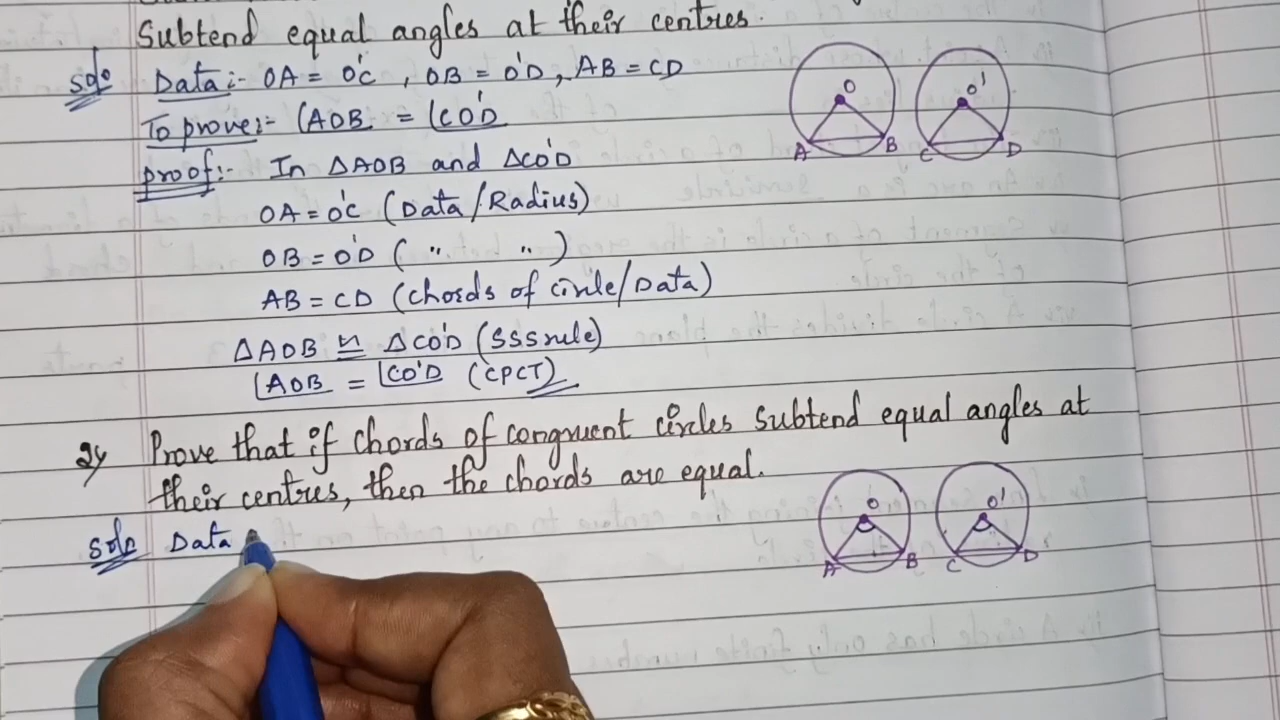 Subtend equal angles at their centres.
Soln Data:- OA = O'C , OB = O'D, AB = CD
To prove:- ∠AOB = ∠CO'D
proof:- In ΔAOB and ΔCO'D
OA = O'C (Data/Radius)
OB = O'D ( " " )
AB = CD (chords of circle/Data)
ΔAOB ≅ ΔCO'D (SSS rule)
∠AOB = ∠CO'D (CPCT)
2) Prove that if chords of congruent circles Subtend equal angles at
their centres, then the chords are equal.
Soln Data
O
A B
O'
C D
O
A B
O'
C D